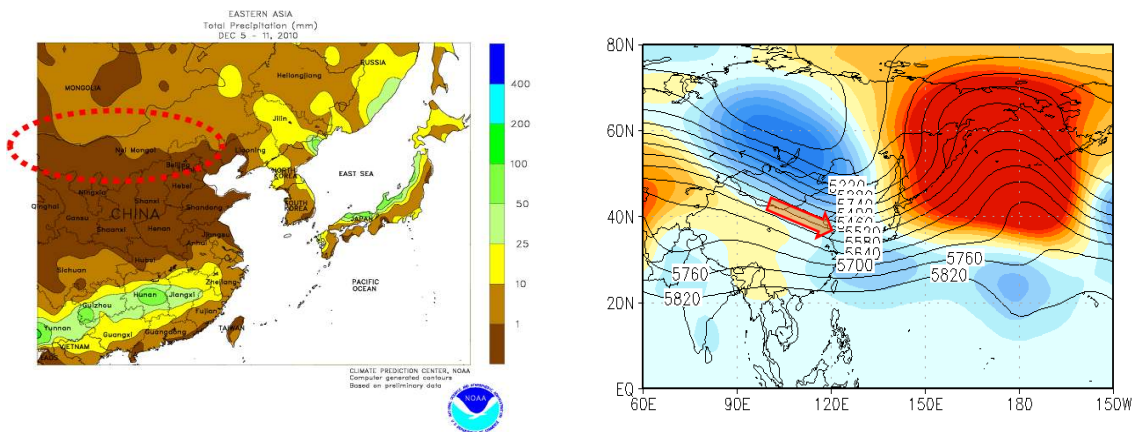 EASTERN ASIA
Total Precipitation (mm)
DEC 5 - 11, 2010
RUSSIA
Heilongjiang
MONGOLIA
Jilin
Nei Mongol
Liaoning
Beijing
NORTH
KOREA
EAST SEA
Ningxia
Hebei
Shanxi
Qinghai
CHINA
Shandong
SOUTH
KOREA
Gansu
JAPAN
Shaanxi
Henan
Jiangsu
Anhui
Hubei
Sichuan
Zhejiang
PACIFIC
OCEAN
Hunan
Jiangxi
Guizhou
Fujian
Yunnan
Guangxi
Guangdong
TAIWAN
VIETNAM
LAOS
400
200
100
50
25
10
1
CLIMATE PREDICTION CENTER, NOAA
Computer generated contours
Based on preliminary data
NOAA
80N
60N
40N
20N
EQ
5700
5760
5820
5760
5820
60E
90E
120E
150E
180
150W